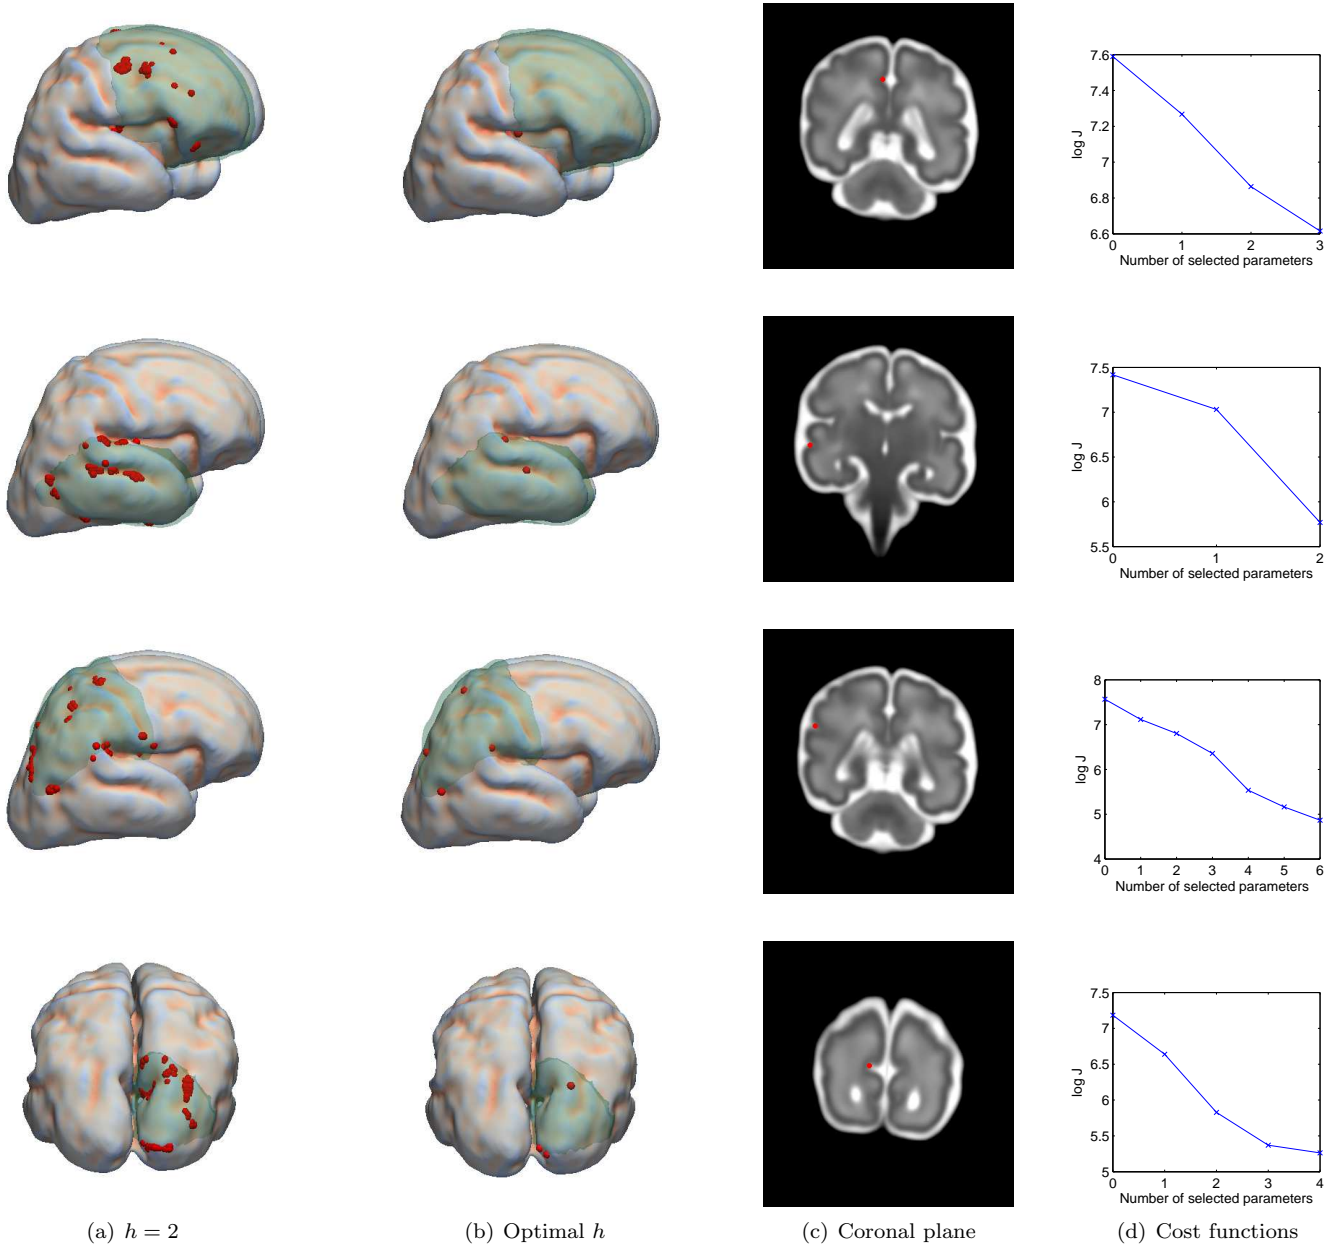 7.6
7.4
7.2
7
6.8
6.6
log J
0 1 2 3
Number of selected parameters
7.5
7
6.5
6
5.5
log J
0 1 2
Number of selected parameters
8
7
6
5
4
log J
0 1 2 3 4 5 6
Number of selected parameters
7.5
7
6.5
6
5.5
5
log J
0 1 2 3 4
Number of selected parameters
(a) h = 2
(b) Optimal h
(c) Coronal plane
(d) Cost functions